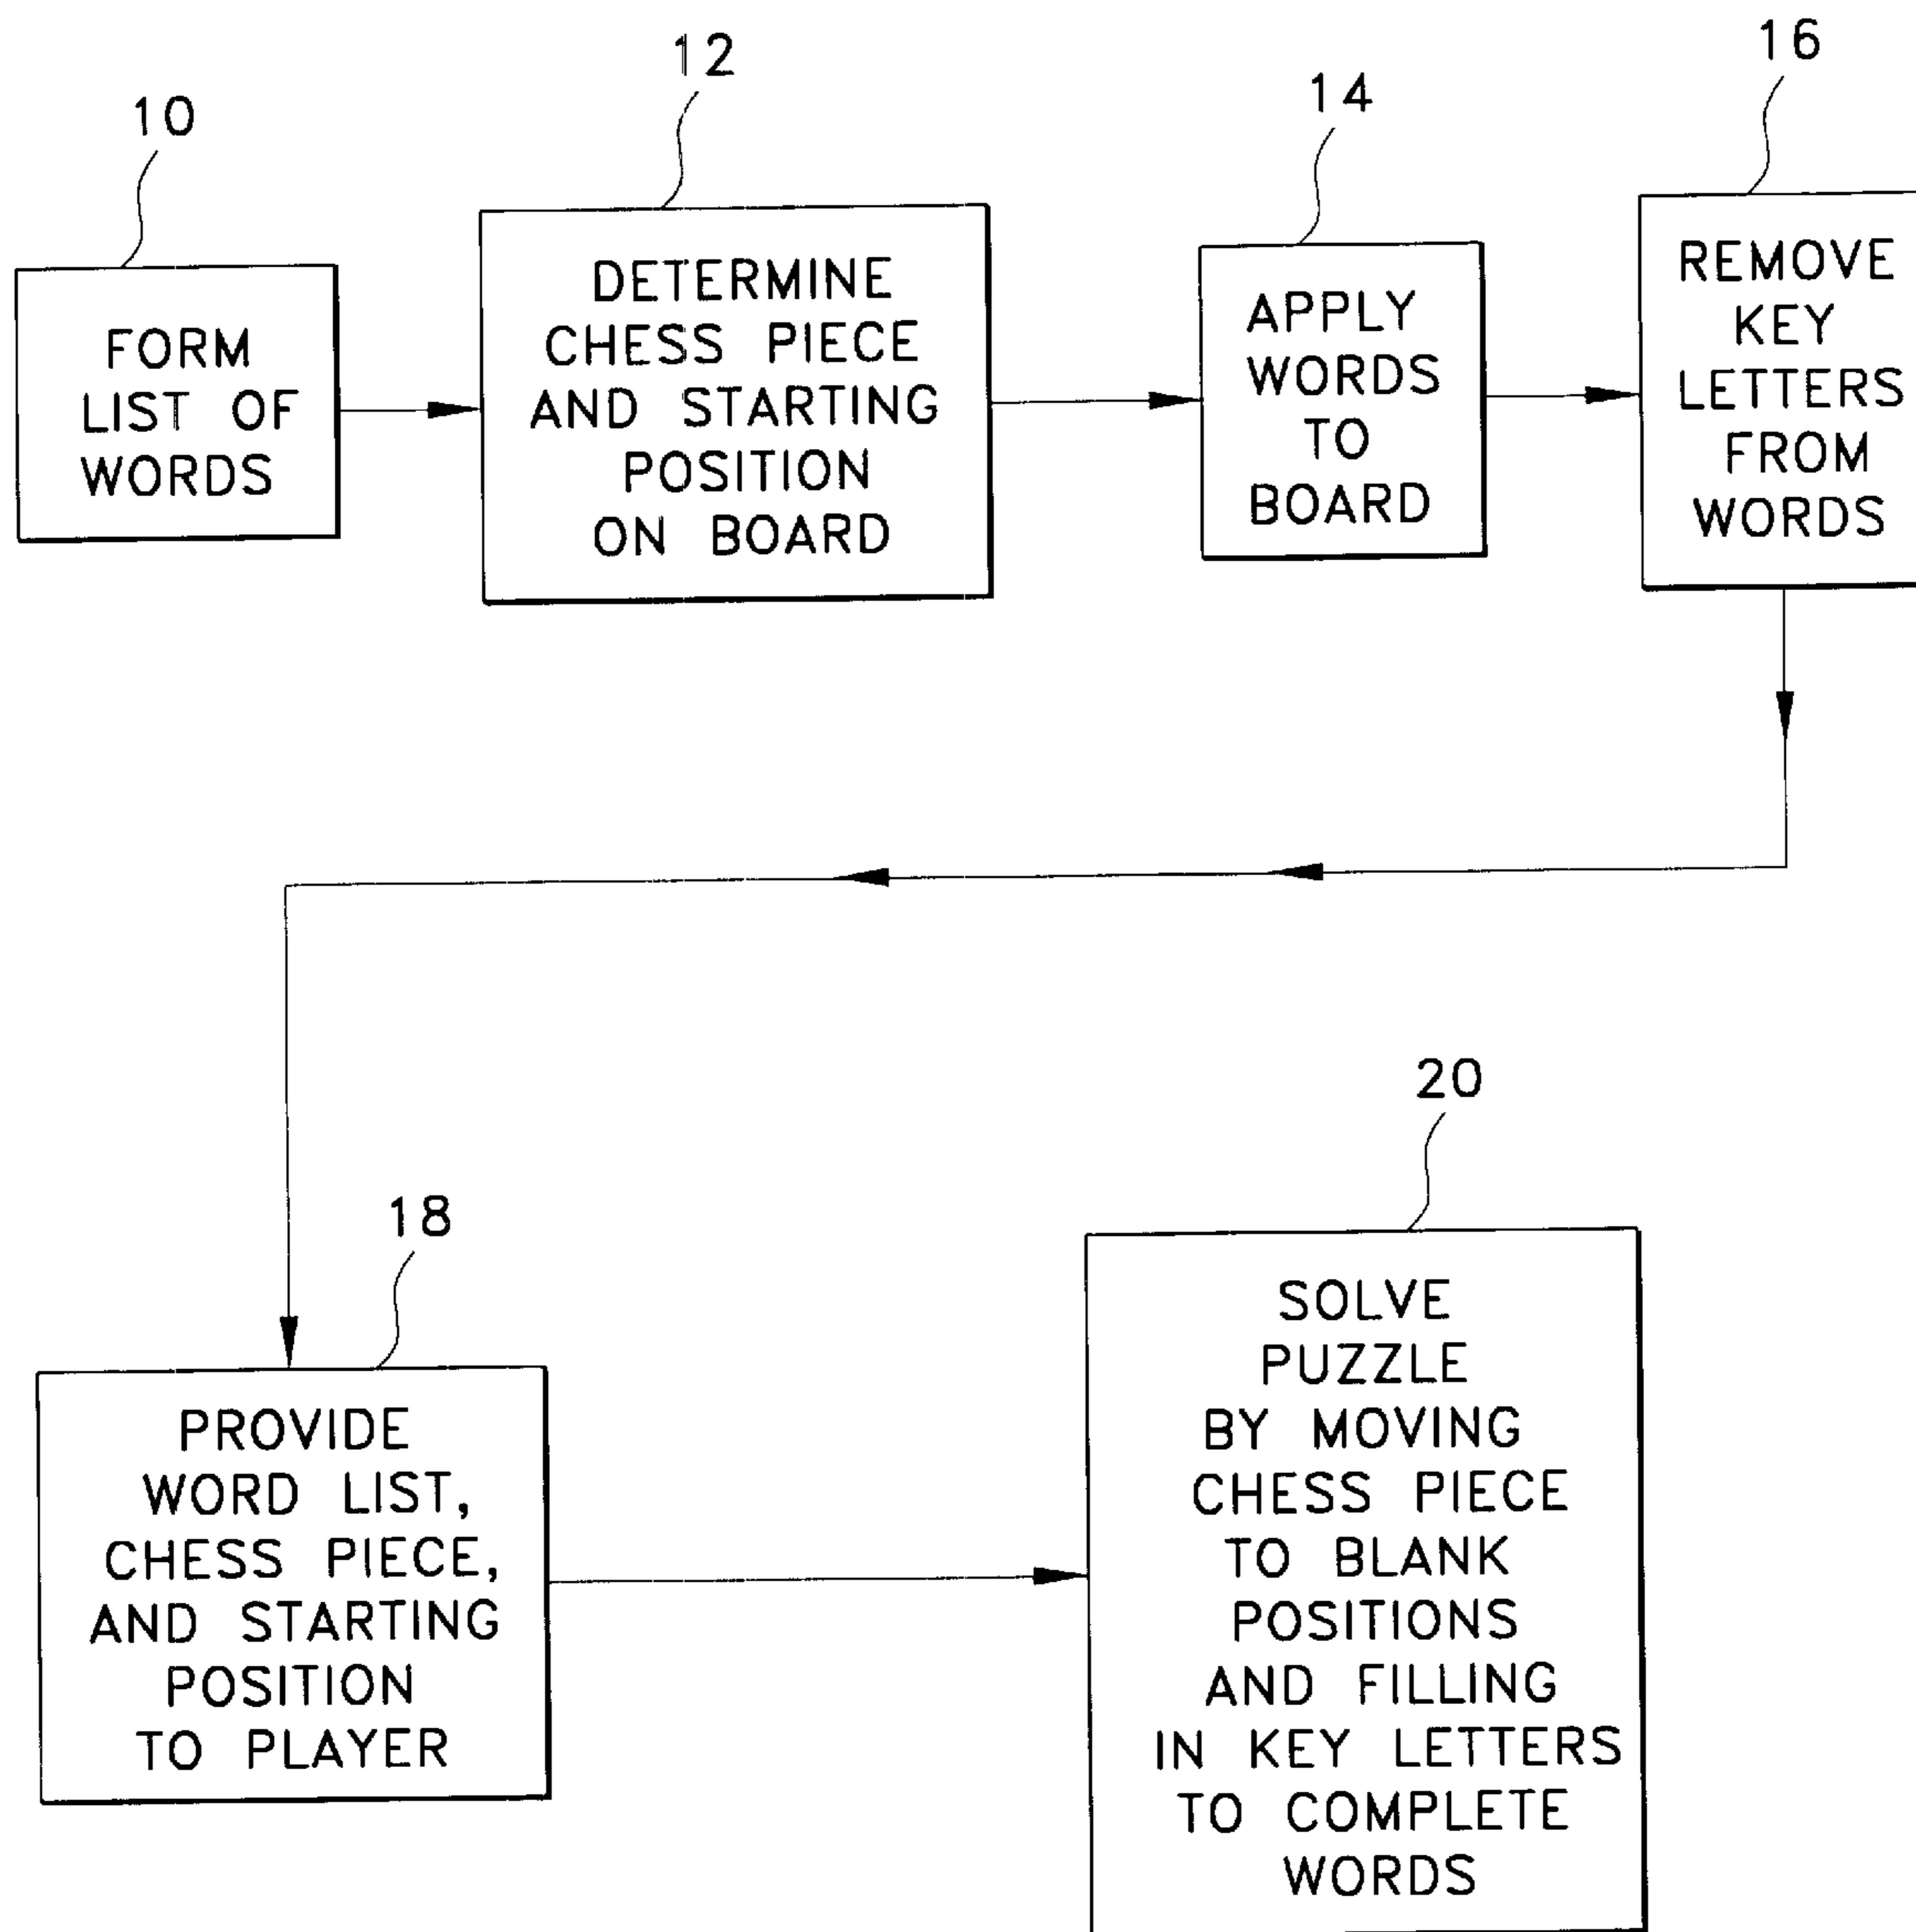 10
FORM
LIST OF
WORDS
12
DETERMINE
CHESS PIECE
AND STARTING
POSITION
ON BOARD
14
APPLY
WORDS
TO
BOARD
16
REMOVE
KEY
LETTERS
FROM
WORDS
18
PROVIDE
WORD LIST,
CHESS PIECE,
AND STARTING
POSITION
TO PLAYER
20
SOLVE
PUZZLE
BY MOVING
CHESS PIECE
TO BLANK
POSITIONS
AND FILLING
IN KEY LETTERS
TO COMPLETE
WORDS